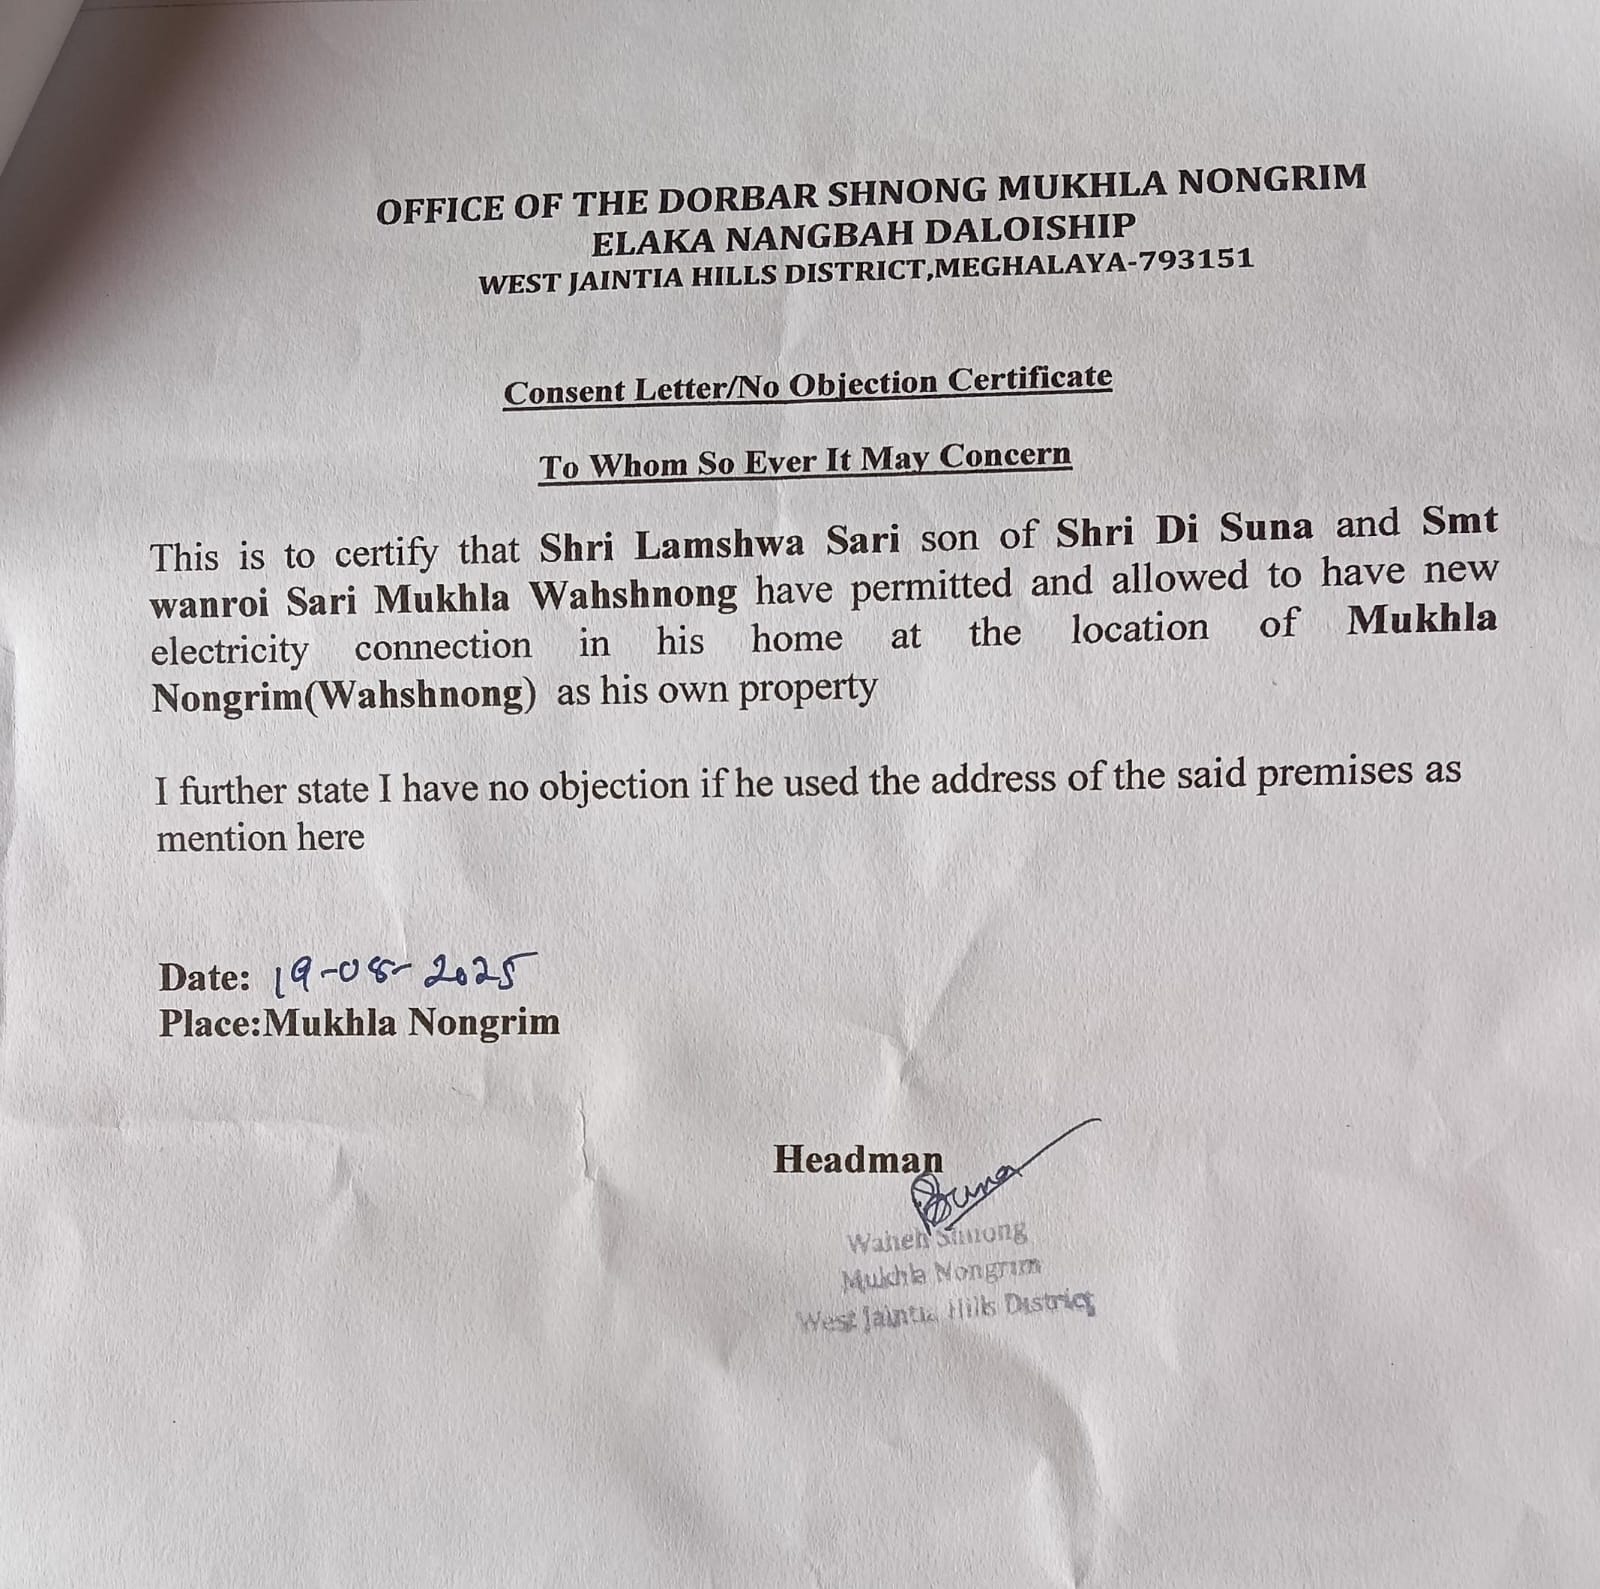 OFFICE OF THE DORBAR SHNONG MUKHLA NONGRIM
ELAKA NANGBAH DALOISHIP
WEST JAINTIA HILLS DISTRICT,MEGHALAYA-793151
Consent Letter/No Objection Certificate
To Whom So Ever It May Concern
This is to certify that Shri Lamshwa Sari son of Shri Di Suna and Smt
wanroi Sari Mukhla Wahshnong have permitted and allowed to have new
electricity connection in his home at the location of Mukhla
Nongrim(Wahshnong) as his own property
I further state I have no objection if he used the address of the said premises as
mention here
Date: 19-08-2025
Place:Mukhla Nongrim
Headman
Suna
Waheh Shnong
Mukhla Nongrim
West Jaintia Hills District